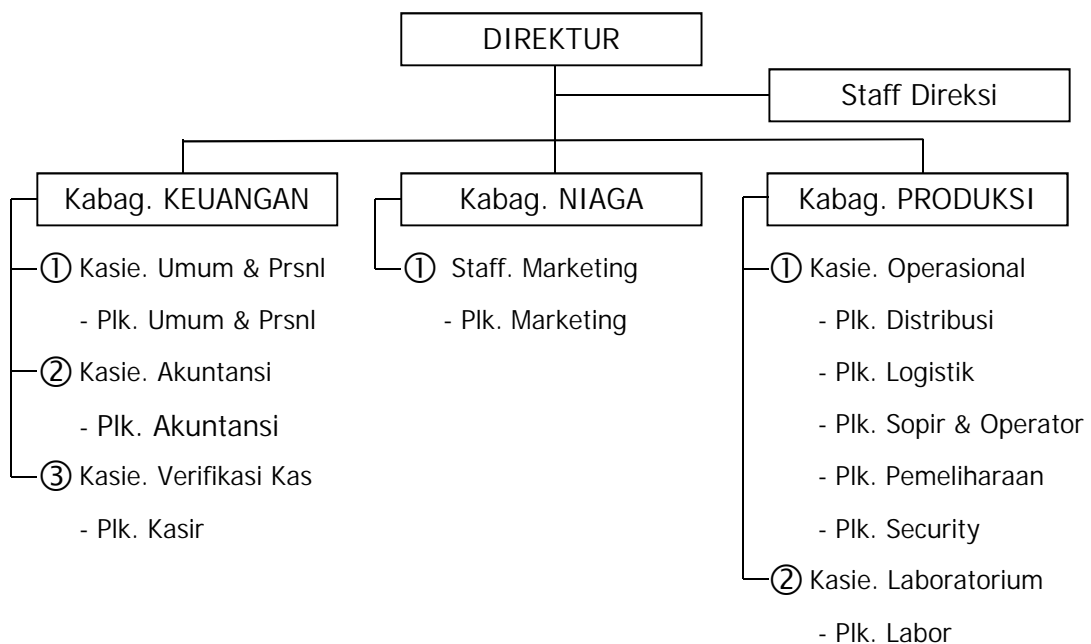 DIREKTUR
Staff Direksi
Kabag. KEUANGAN
① Kasie. Umum & Prsnl
- Plk. Umum & Prsnl
② Kasie. Akuntansi
- Plk. Akuntansi
③ Kasie. Verifikasi Kas
- Plk. Kasir
Kabag. NIAGA
① Staff. Marketing
- Plk. Marketing
Kabag. PRODUKSI
① Kasie. Operasional
- Plk. Distribusi
- Plk. Logistik
- Plk. Sopir & Operator
- Plk. Pemeliharaan
- Plk. Security
② Kasie. Laboratorium
- Plk. Labor